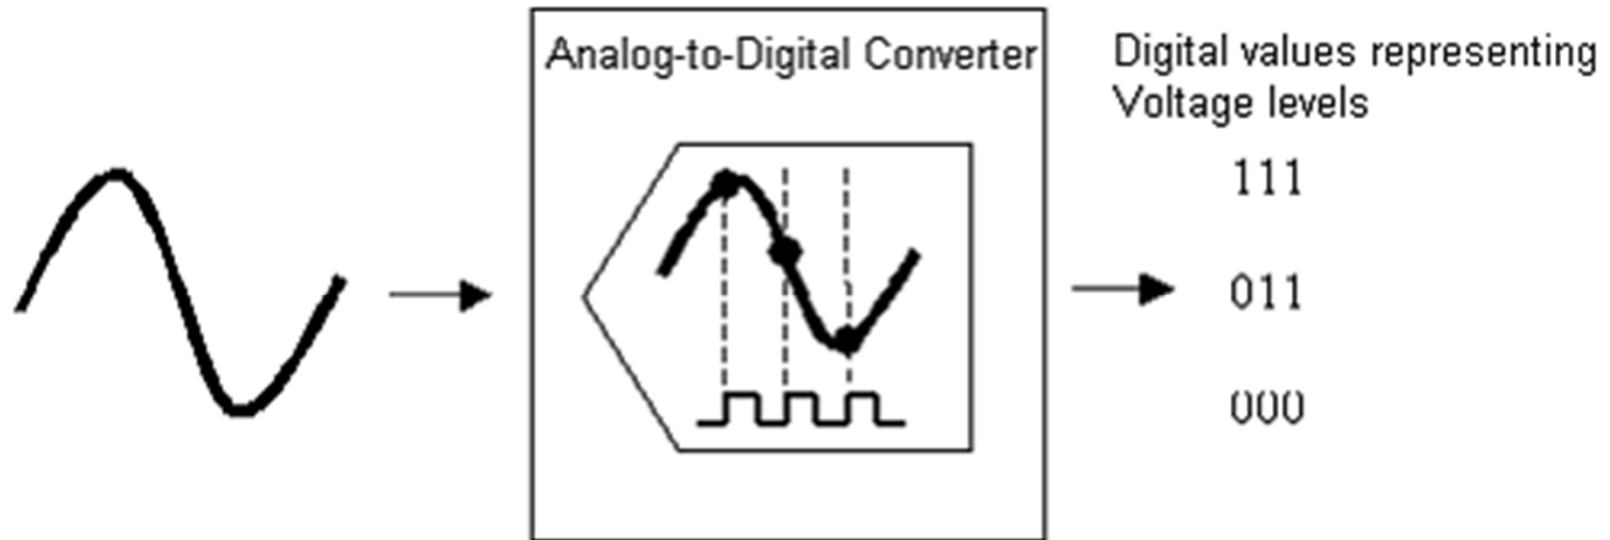 Analog-to-Digital Converter
Digital values representing
Voltage levels
111
011
000